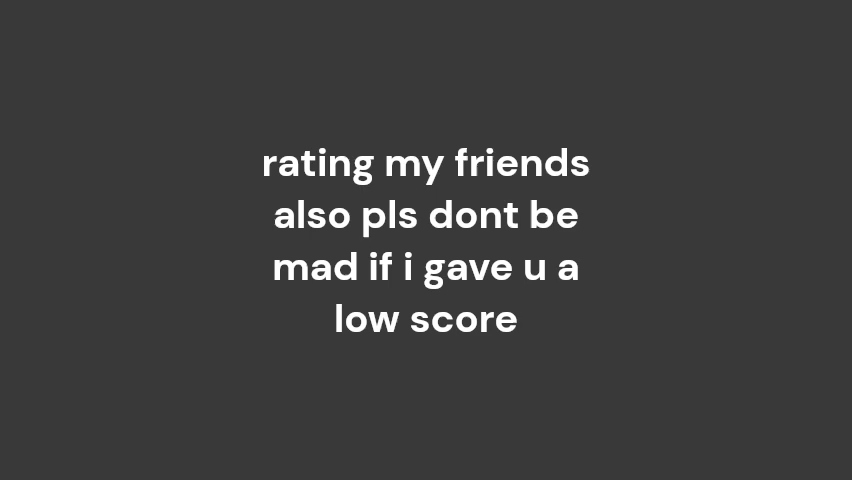 rating my friends
also pls dont be
mad if i gave u a
low score